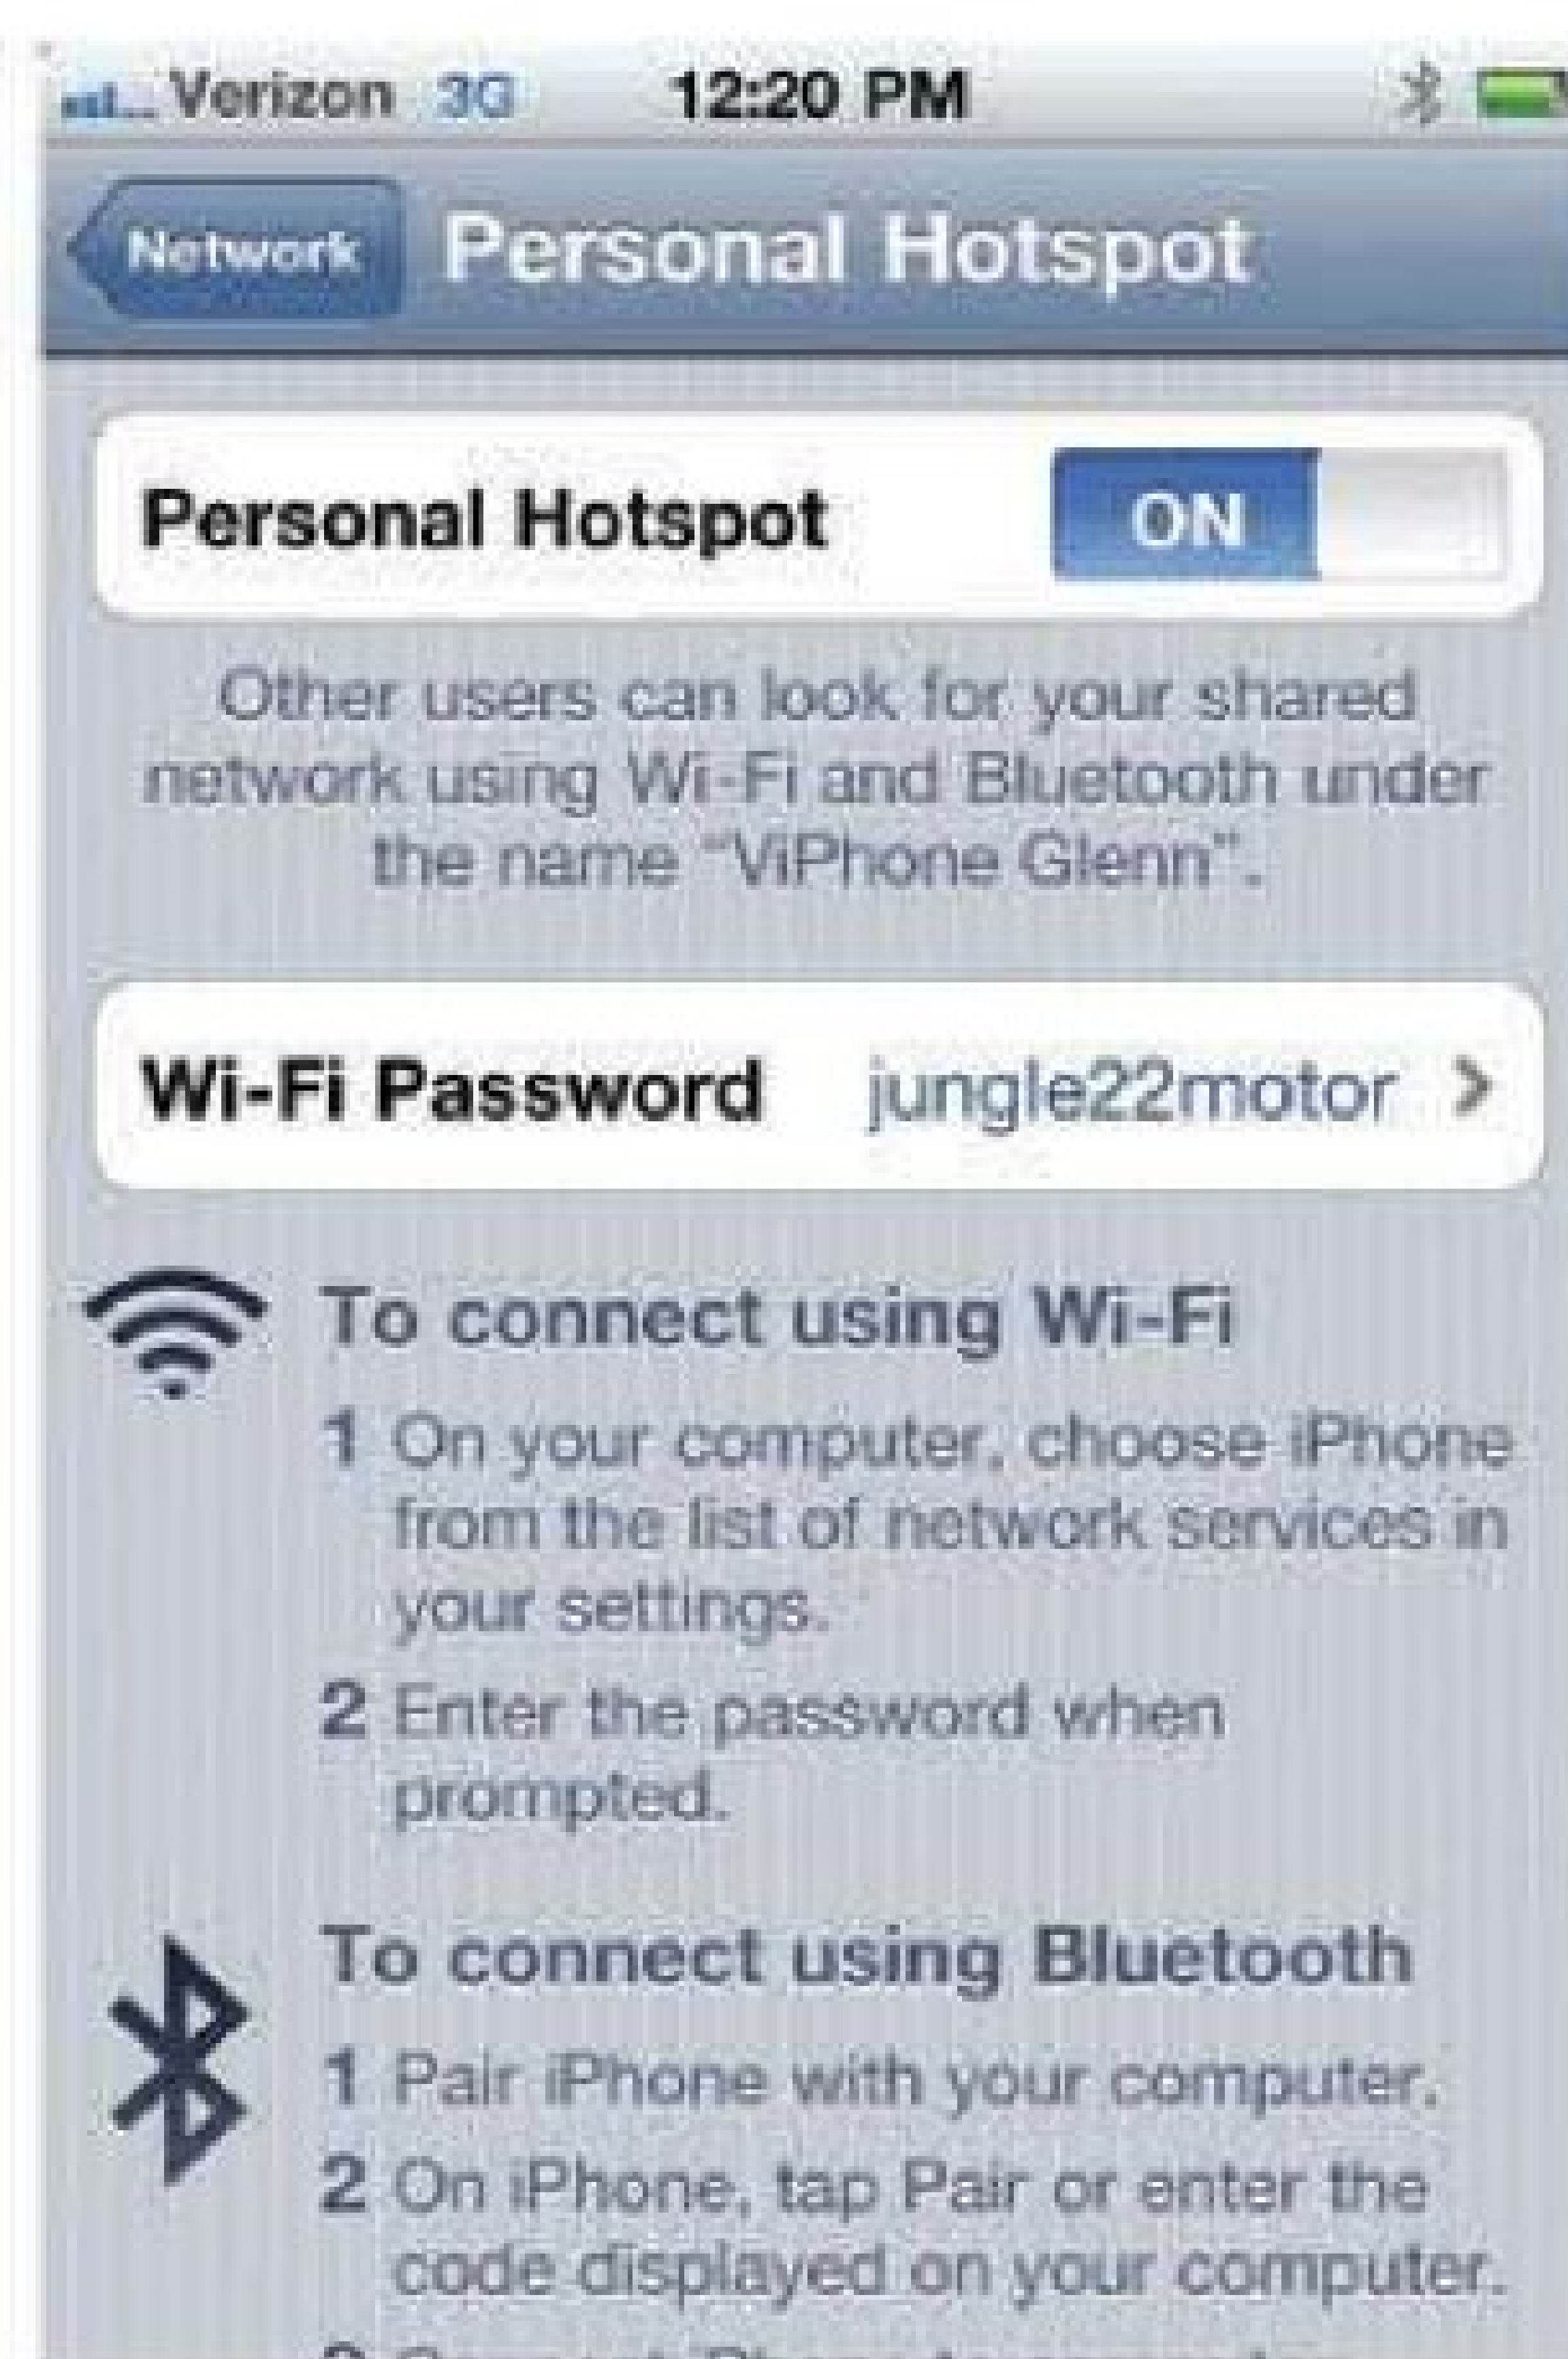 Verizon 3G 12:20 PM
Network Personal Hotspot
Personal Hotspot ON
Other users can look for your shared
network using Wi-Fi and Bluetooth under
the name "ViPhone Glenn".
Wi-Fi Password jungle22motor
To connect using Wi-Fi
1 On your computer, choose iPhone
from the list of network services in
your settings.
2 Enter the password when
prompted.
To connect using Bluetooth
1 Pair iPhone with your computer.
2 On iPhone, tap Pair or enter the
code displayed on your computer.